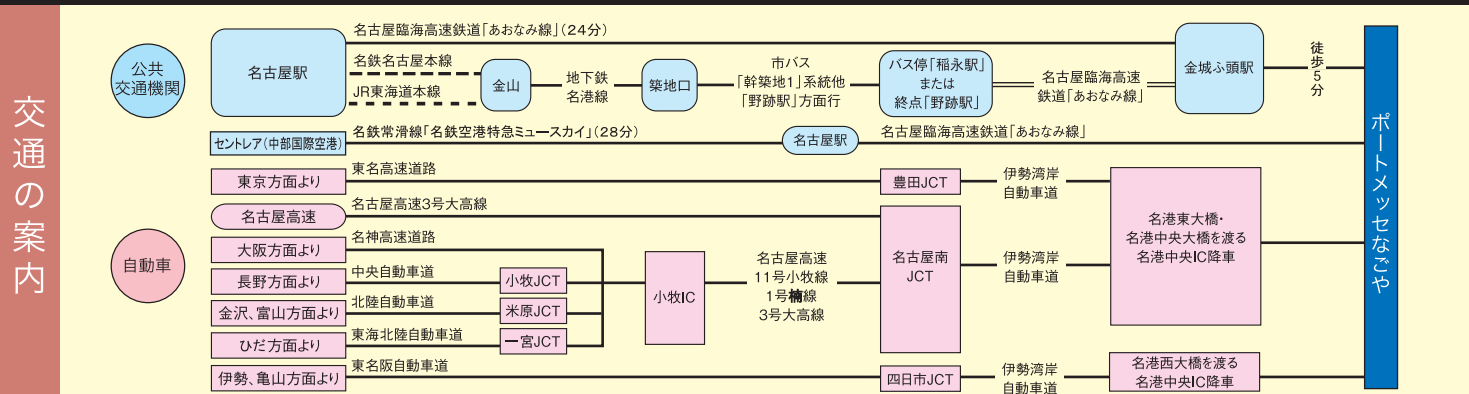 交通の案内
公共
交通機関
名古屋駅
名古屋臨海高速鉄道「あおなみ線」(24分)
名鉄名古屋本線
JR東海道本線
金山
地下鉄
名港線
築地口
市バス
「幹築地1」系統他
「野跡駅」方面行
バス停「稲永駅」
または
終点「野跡駅」
名古屋臨海高速
鉄道「あおなみ線」
金城ふ頭駅
徒歩5分
セントレア(中部国際空港)
名鉄常滑線「名鉄空港特急ミュースカイ」(28分)
名古屋駅
名古屋臨海高速鉄道「あおなみ線」
ポートメッセなごや
自動車
東京方面より
東名高速道路
豊田JCT
伊勢湾岸
自動車道
名古屋高速
名古屋高速3号大高線
大阪方面より
名神高速道路
長野方面より
中央自動車道
小牧JCT
金沢、富山方面より
北陸自動車道
米原JCT
ひだ方面より
東海北陸自動車道
一宮JCT
小牧IC
名古屋高速
11号小牧線
1号楠線
3号大高線
名古屋南
JCT
伊勢湾岸
自動車道
名港東大橋・
名港中央大橋を渡る
名港中央IC降車
伊勢、亀山方面より
東名阪自動車道
四日市JCT
伊勢湾岸
自動車道
名港西大橋を渡る
名港中央IC降車